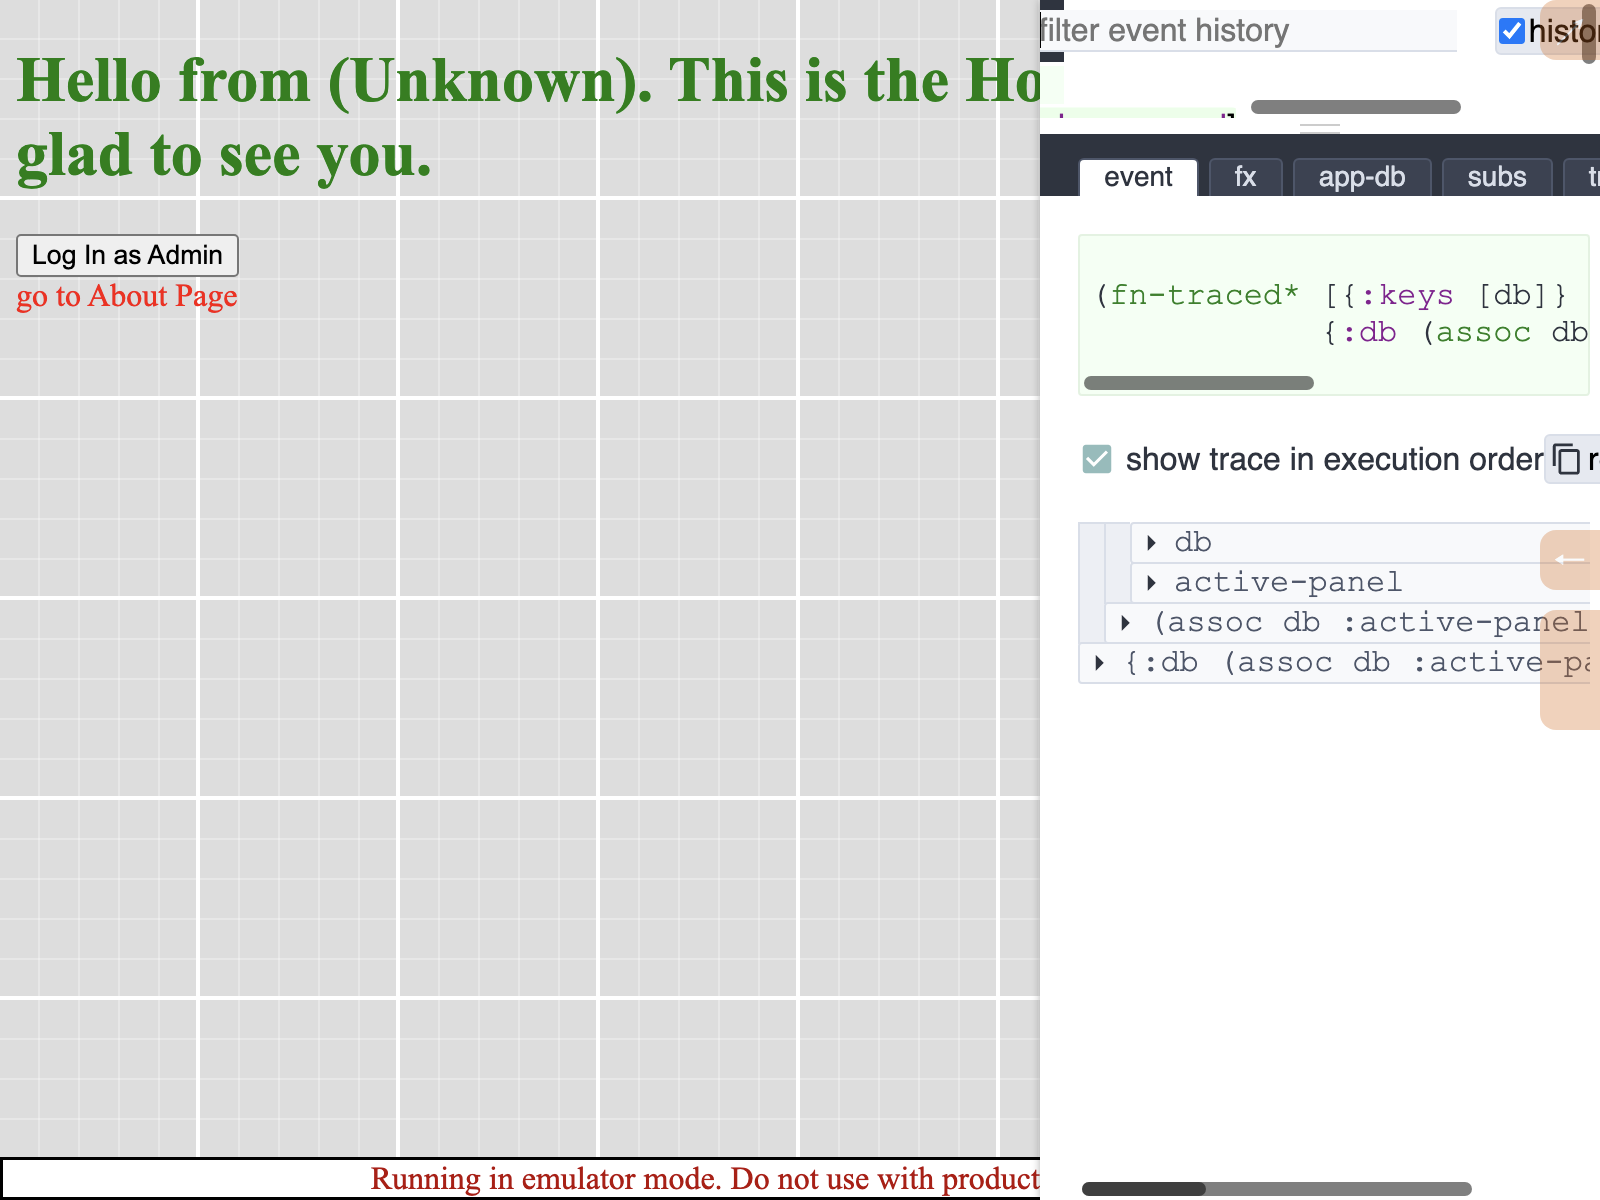 Hello from (Unknown). This is the Ho
glad to see you.
Log In as Admin
go to About Page
Running in emulator mode. Do not use with product
filter event history
histor
event fx app-db subs
(fn-traced* [{:keys [db]}
{:db (assoc db
show trace in execution order
db
active-panel
(assoc db :active-panel
{:db (assoc db :active-pa